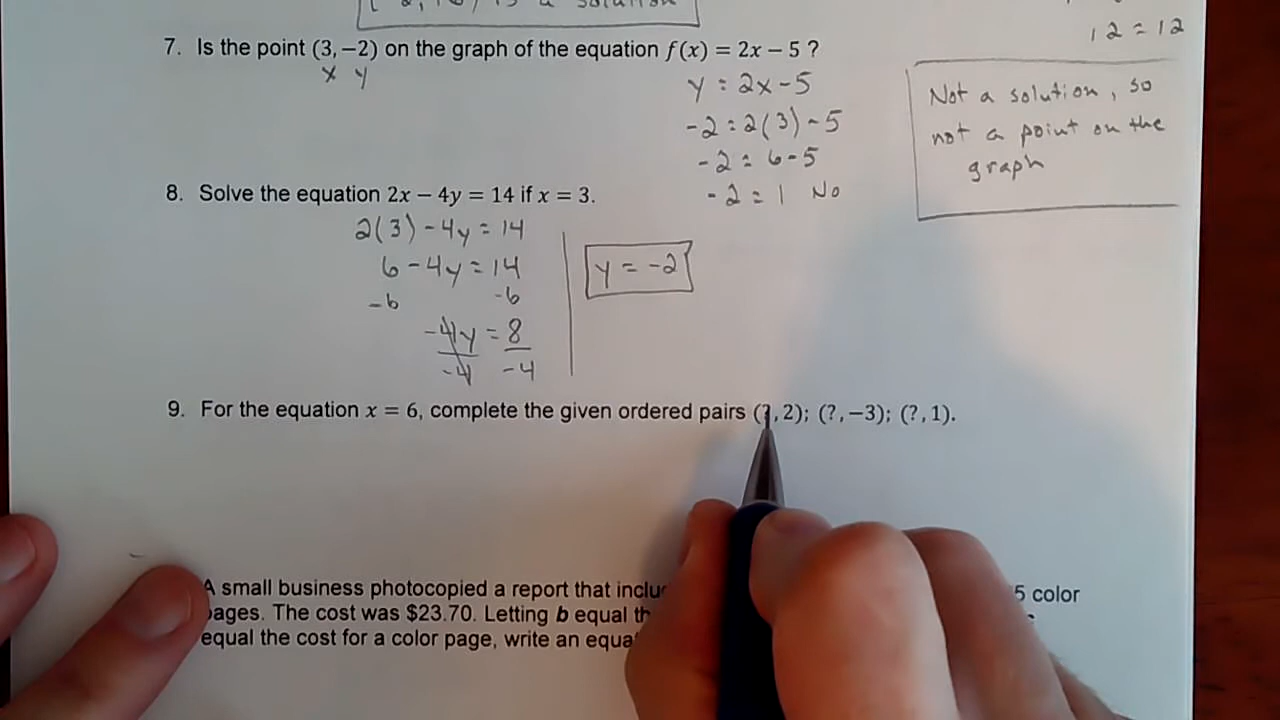 is a solution
12 = 12
7. Is the point (3, −2) on the graph of the equation f(x) = 2x − 5 ?
x y
y = 2x - 5
-2 = 2(3) - 5
-2 = 6 - 5
-2 = 1 No
Not a solution, so
not a point on the
graph
8. Solve the equation 2x − 4y = 14 if x = 3.
2(3) - 4y = 14
6 - 4y = 14
-6 -6
-4y = 8
-4 -4
y = -2
9. For the equation x = 6, complete the given ordered pairs (?, 2); (?, −3); (?, 1).
A small business photocopied a report that 5 color
pages. The cost was $23.70. Letting b equal
equal the cost for a color page, write an